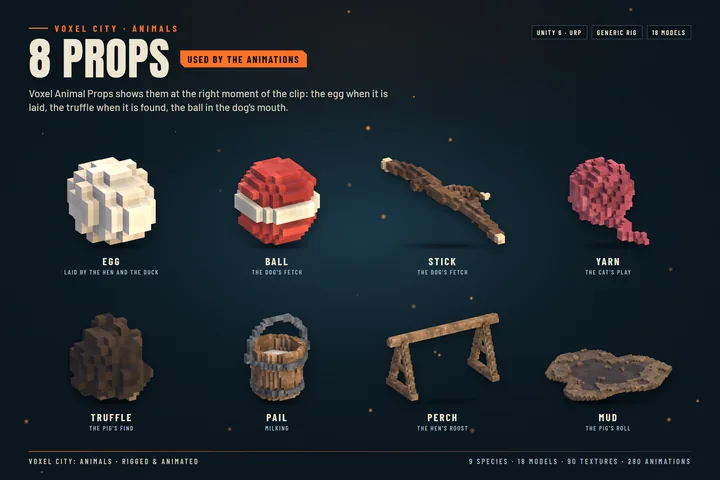 VOXEL CITY · ANIMALS
8 PROPS
USED BY THE ANIMATIONS
UNITY 6 · URP
GENERIC RIG
18 MODELS
Voxel Animal Props shows them at the right moment of the clip: the egg when it is
laid, the truffle when it is found, the ball in the dog's mouth.
EGG
LAID BY THE HEN AND THE DUCK
BALL
THE DOG'S FETCH
STICK
THE DOG'S FETCH
YARN
THE CAT'S PLAY
TRUFFLE
THE PIG'S FIND
PAIL
MILKING
PERCH
THE HEN'S ROOST
MUD
THE PIG'S ROLL
VOXEL CITY: ANIMALS · RIGGED & ANIMATED
9 SPECIES · 18 MODELS · 90 TEXTURES · 280 ANIMATIONS